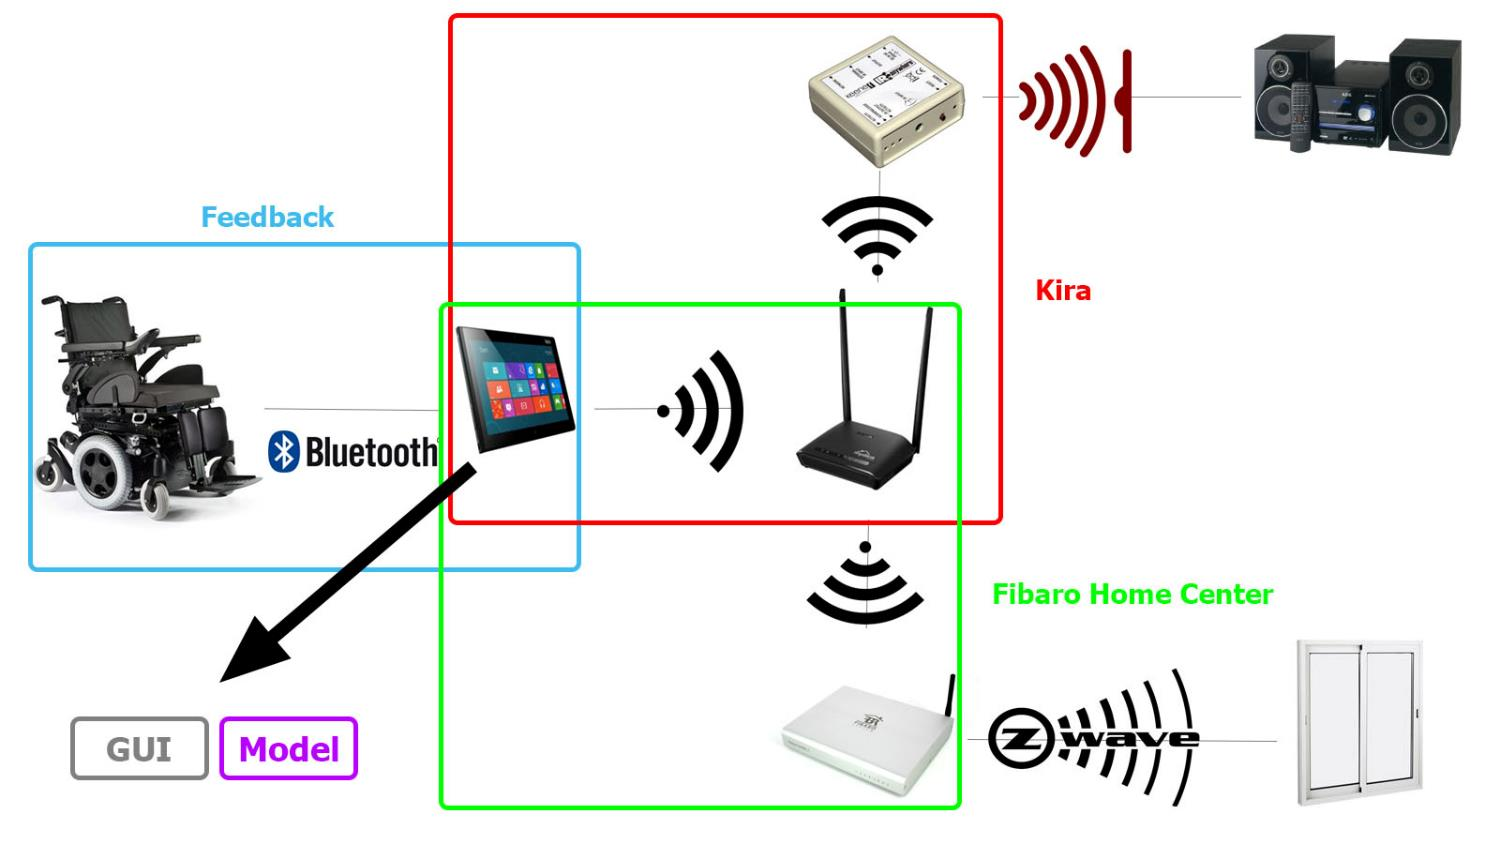 Feedback
Kira
Bluetooth
Fibaro Home Center
Z wave
GUI
Model